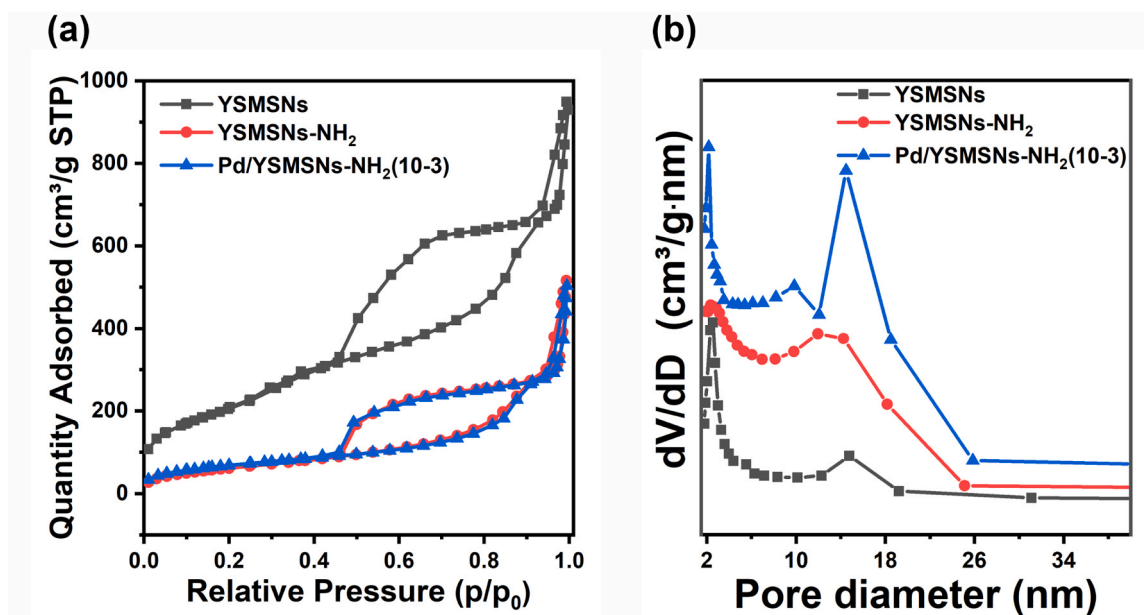 (a)
Quantity Adsorbed (cm³/g STP)
1000
800
600
400
200
0
YSMSNs
YSMSNs-NH₂
Pd/YSMSNs-NH₂(10-3)
0.0 0.2 0.4 0.6 0.8 1.0
Relative Pressure (p/p₀)
(b)
dV/dD (cm³/g·nm)
YSMSNs
YSMSNs-NH₂
Pd/YSMSNs-NH₂(10-3)
2 10 18 26 34
Pore diameter (nm)